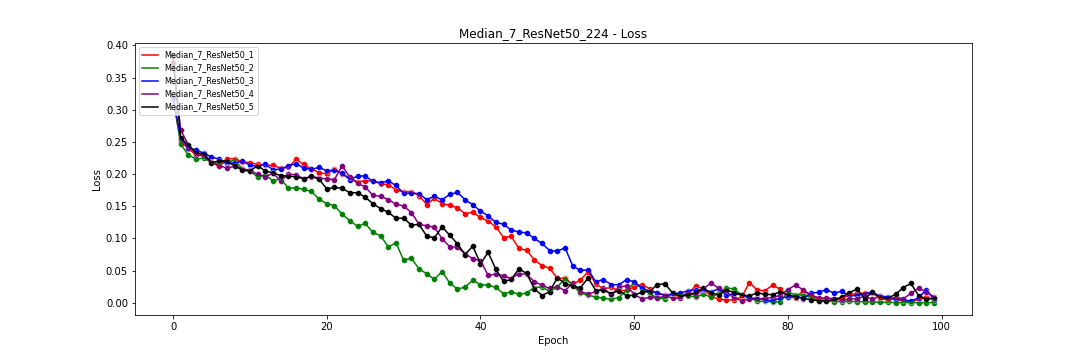 Median_7_ResNet50_224 - Loss
0.40
0.35
0.30
0.25
0.20
0.15
0.10
0.05
0.00
Loss
Median_7_ResNet50_1
Median_7_ResNet50_2
Median_7_ResNet50_3
Median_7_ResNet50_4
Median_7_ResNet50_5
0 20 40 60 80 100
Epoch